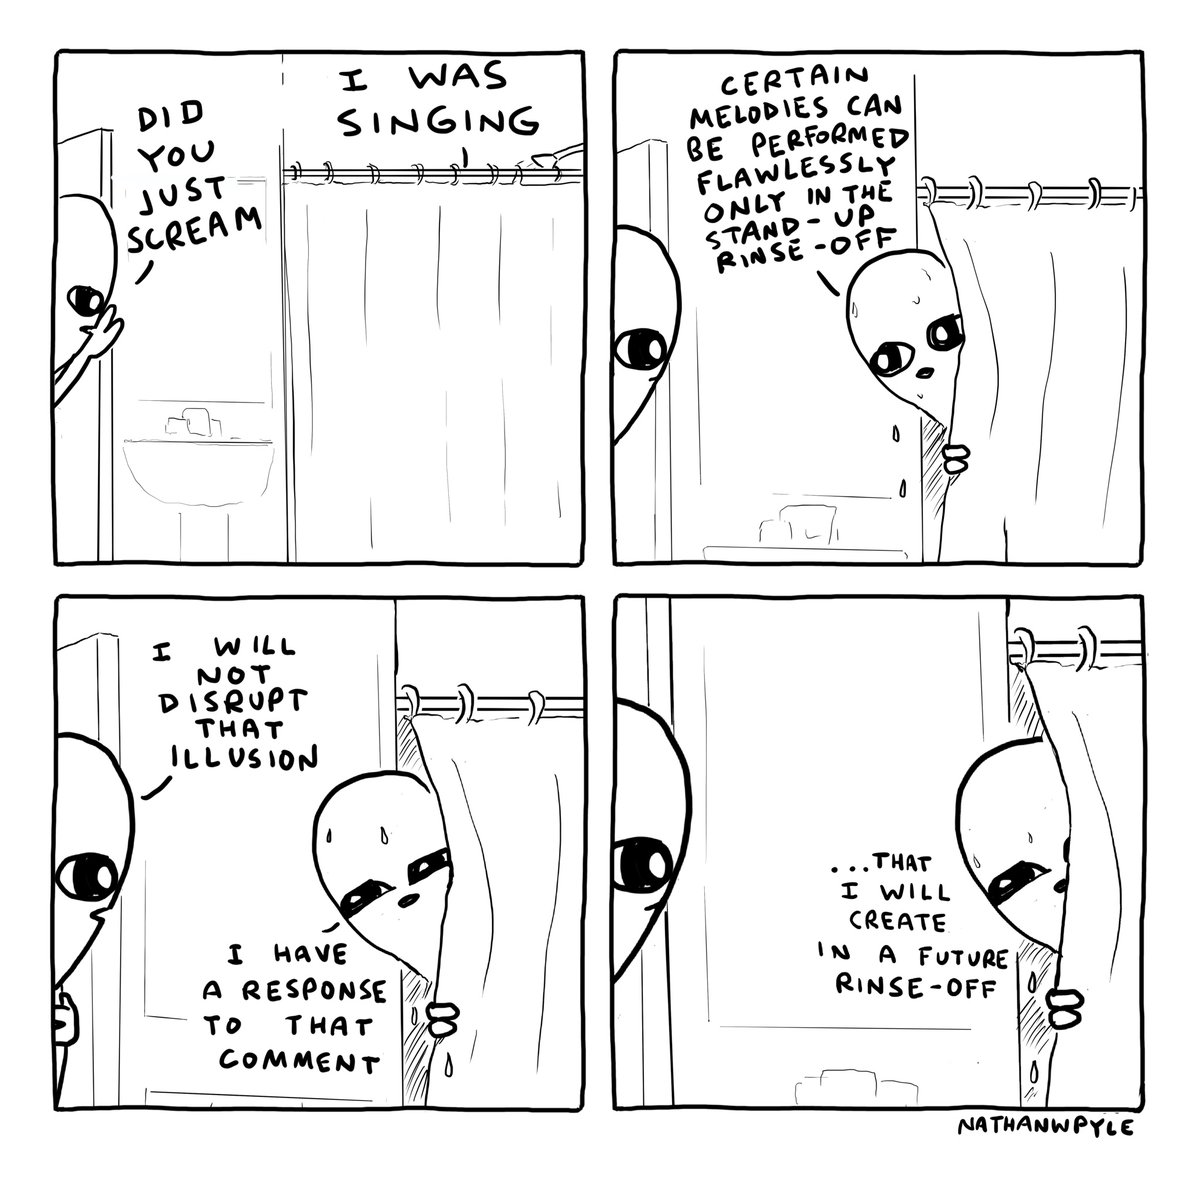 DID
YOU
JUST
SCREAM
I WAS
SINGING
CERTAIN
MELODIES CAN
BE PERFORMED
FLAWLESSLY
ONLY IN THE
STAND-UP
RINSE-OFF
I WILL
NOT
DISRUPT
THAT
ILLUSION
I HAVE
A RESPONSE
TO THAT
COMMENT
...THAT
I WILL
CREATE
IN A FUTURE
RINSE-OFF
NATHANWPYLE